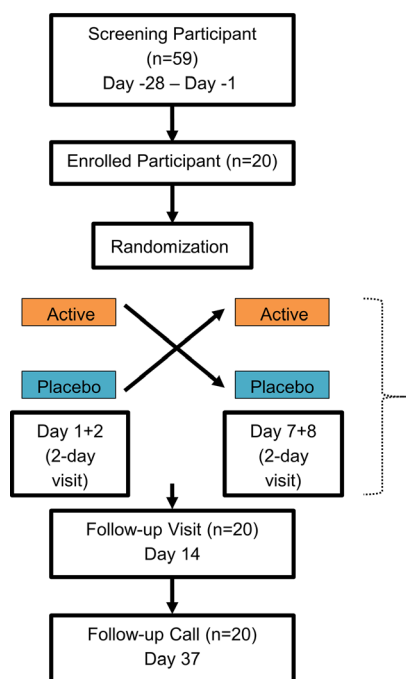 Screening Participant
(n=59)
Day -28 – Day -1
Enrolled Participant (n=20)
Randomization
Active
Active
Placebo
Placebo
Day 1+2
(2-day
visit)
Day 7+8
(2-day
visit)
Follow-up Visit (n=20)
Day 14
Follow-up Call (n=20)
Day 37